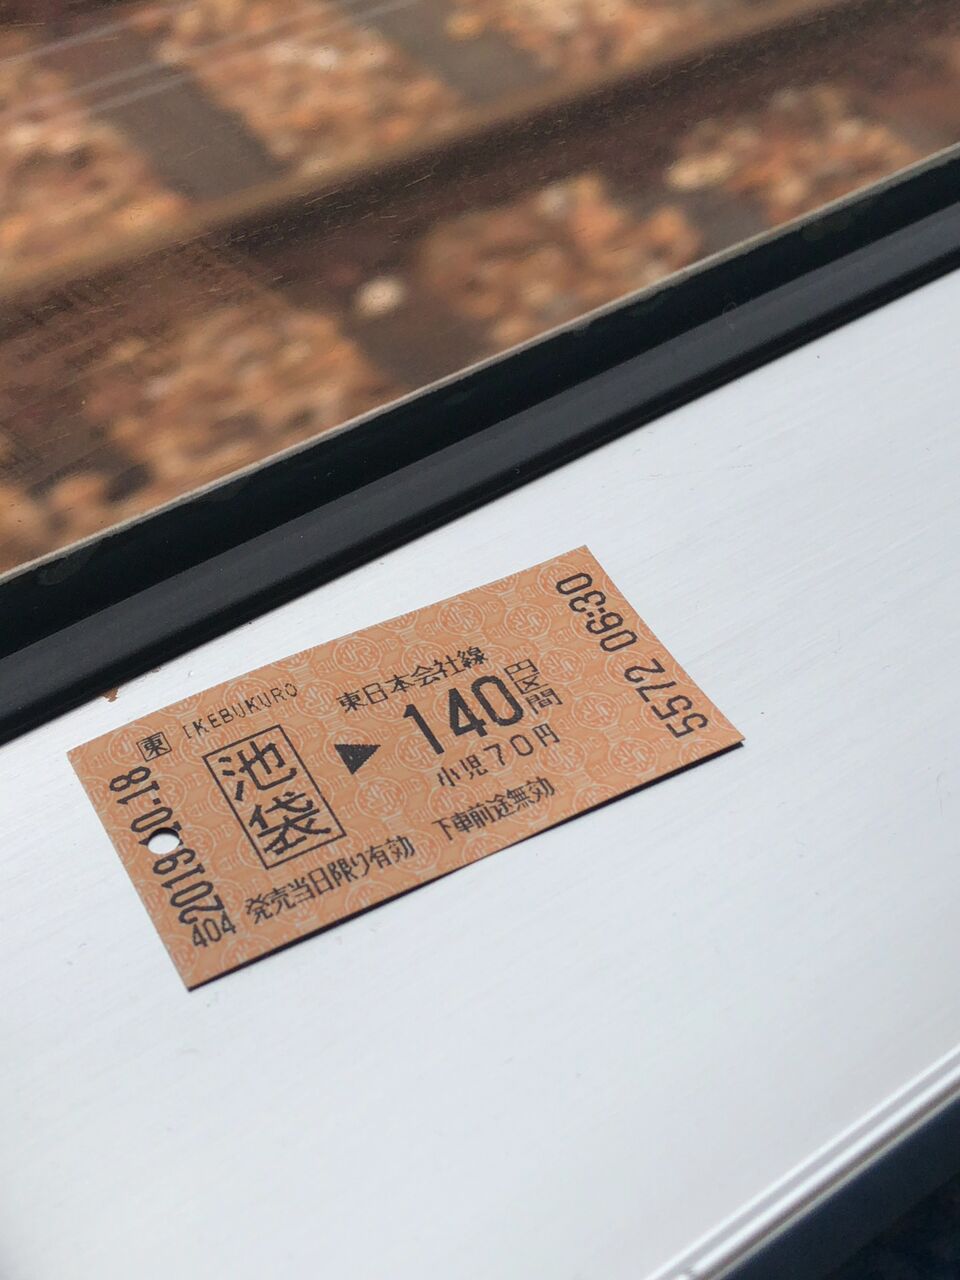 東 IKEBUKURO
池袋
▶
東日本会社線
140円区間
小児70円
発売当日限り有効 下車前途無効
2019.10.18
404
5572 06:30